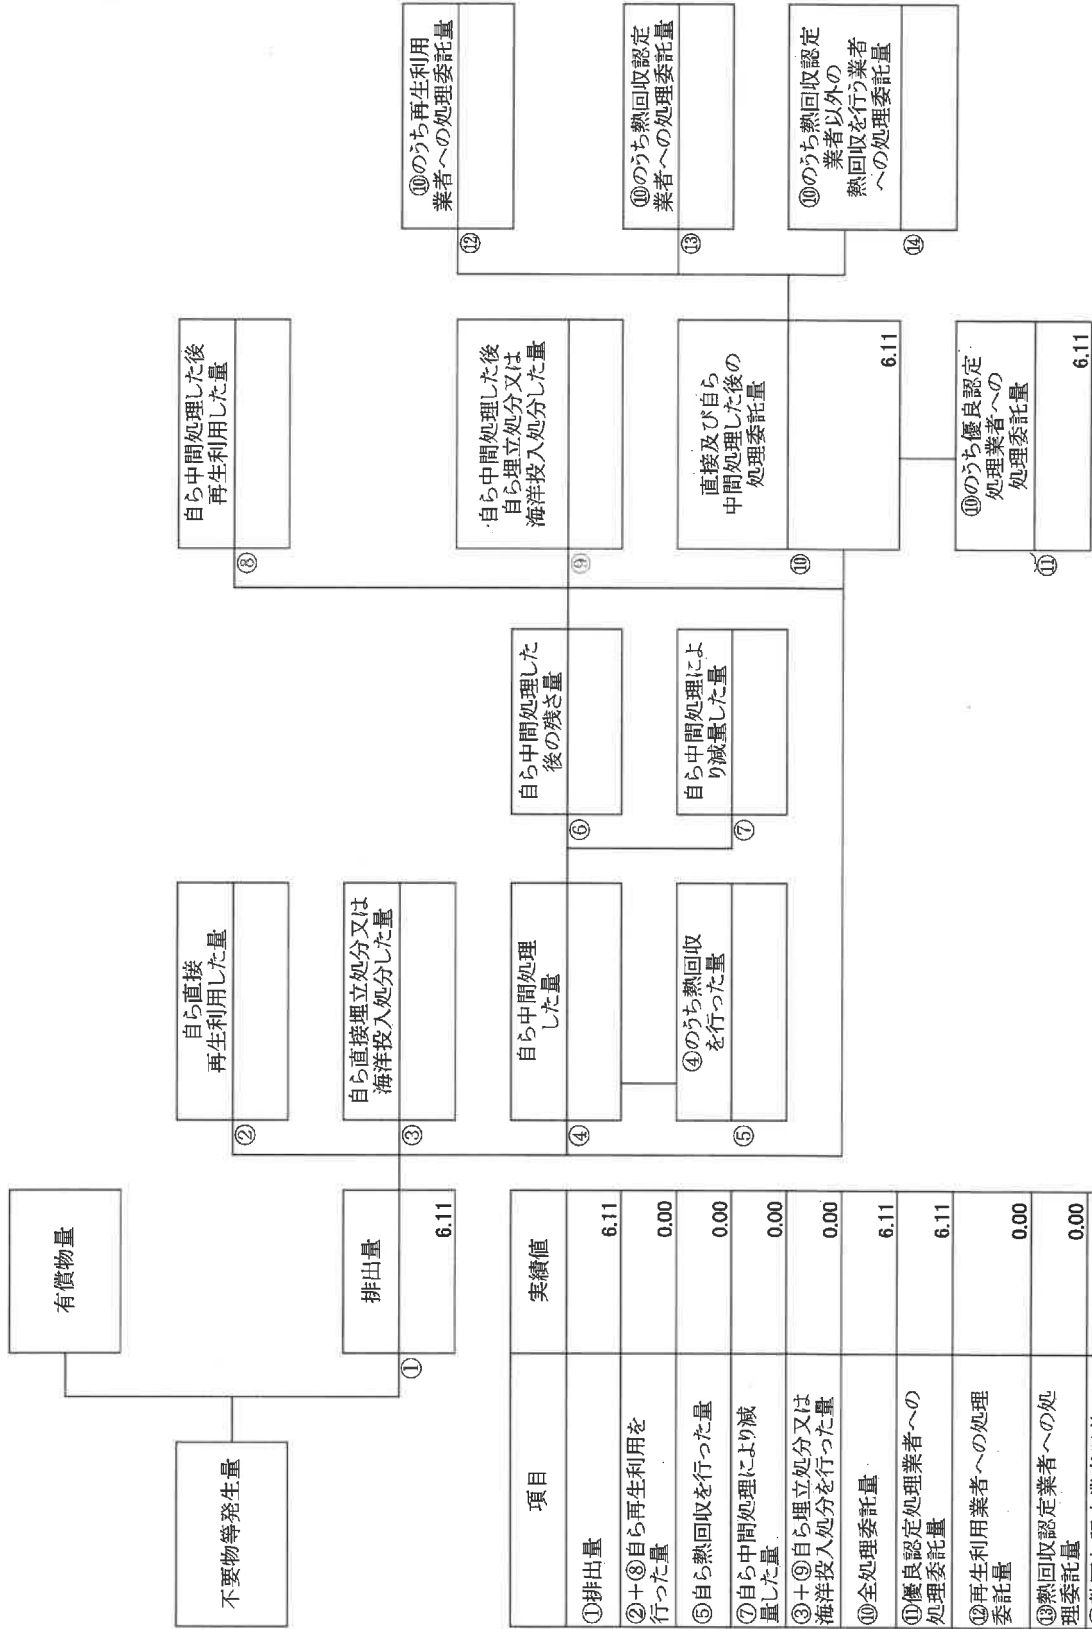 不要物等発生量
有償物量
排出量
①
6.11
②
自ら直接
再生利用した量
③
自ら直接埋立処分又は
海洋投入処分した量
④
自ら中間処理
した量
⑤
④のうち熱回収
を行った量
⑥
自ら中間処理した
後の残さ量
⑦
自ら中間処理によ
り減量した量
⑧
自ら中間処理した後
再生利用した量
⑨
自ら中間処理した後
自ら埋立処分又は
海洋投入処分した量
⑩
直接及び自ら
中間処理した後の
処理委託量
6.11
⑪
⑩のうち優良認定
処理業者への
処理委託量
6.11
⑫
⑩のうち再生利用
業者への処理委託量
⑬
⑩のうち熱回収認定
業者への処理委託量
⑭
⑩のうち熱回収認定
業者以外の
熱回収を行う業者
への処理委託量
項目 実績値
①排出量 6.11
②+⑧自ら再生利用を
行った量 0.00
⑤自ら熱回収を行った量 0.00
⑦自ら中間処理により減
量した量 0.00
③+⑨自ら埋立処分又は
海洋投入処分を行った量 0.00
⑩全処理委託量 6.11
⑪優良認定処理業者への
処理委託量 6.11
⑫再生利用業者への処理
委託量 0.00
⑬熱回収認定業者への処
理委託量 0.00